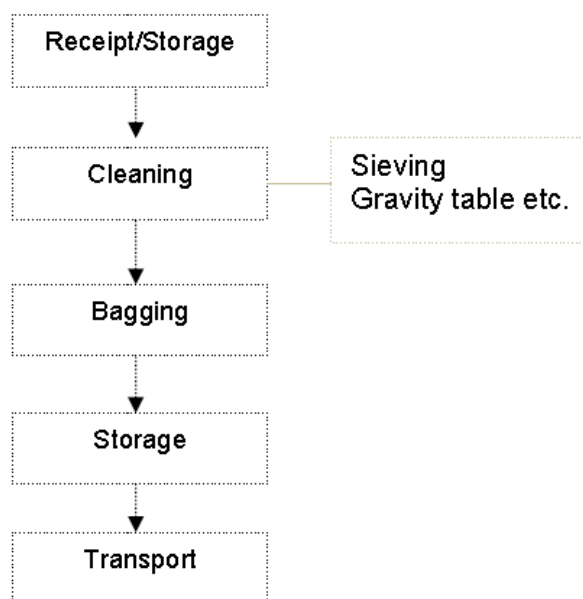 Receipt/Storage
Cleaning
Sieving
Gravity table etc.
Bagging
Storage
Transport